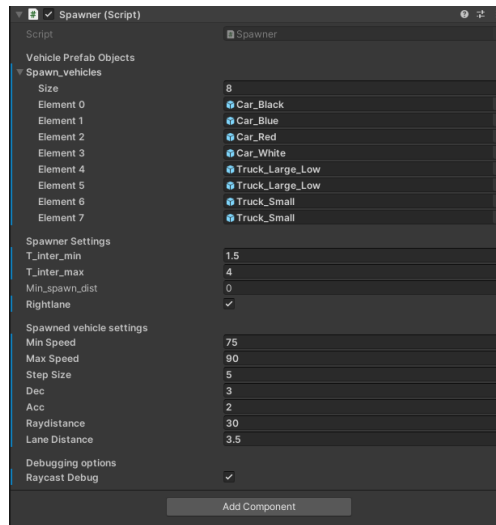 Spawner (Script)
Script Spawner
Vehicle Prefab Objects
Spawn_vehicles
Size 8
Element 0 Car_Black
Element 1 Car_Blue
Element 2 Car_Red
Element 3 Car_White
Element 4 Truck_Large_Low
Element 5 Truck_Large_Low
Element 6 Truck_Small
Element 7 Truck_Small
Spawner Settings
T_inter_min 1.5
T_inter_max 4
Min_spawn_dist 0
Rightlane
Spawned vehicle settings
Min Speed 75
Max Speed 90
Step Size 5
Dec 3
Acc 2
Raydistance 30
Lane Distance 3.5
Debugging options
Raycast Debug
Add Component